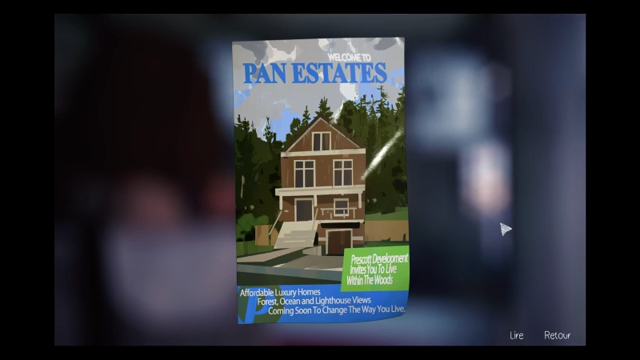 WELCOME TO
PAN ESTATES
Prescott Development
Invites You To Live
Within The Woods
Affordable Luxury Homes
Forest, Ocean and Lighthouse Views
Coming Soon To Change The Way You Live.
P
Lire Retour